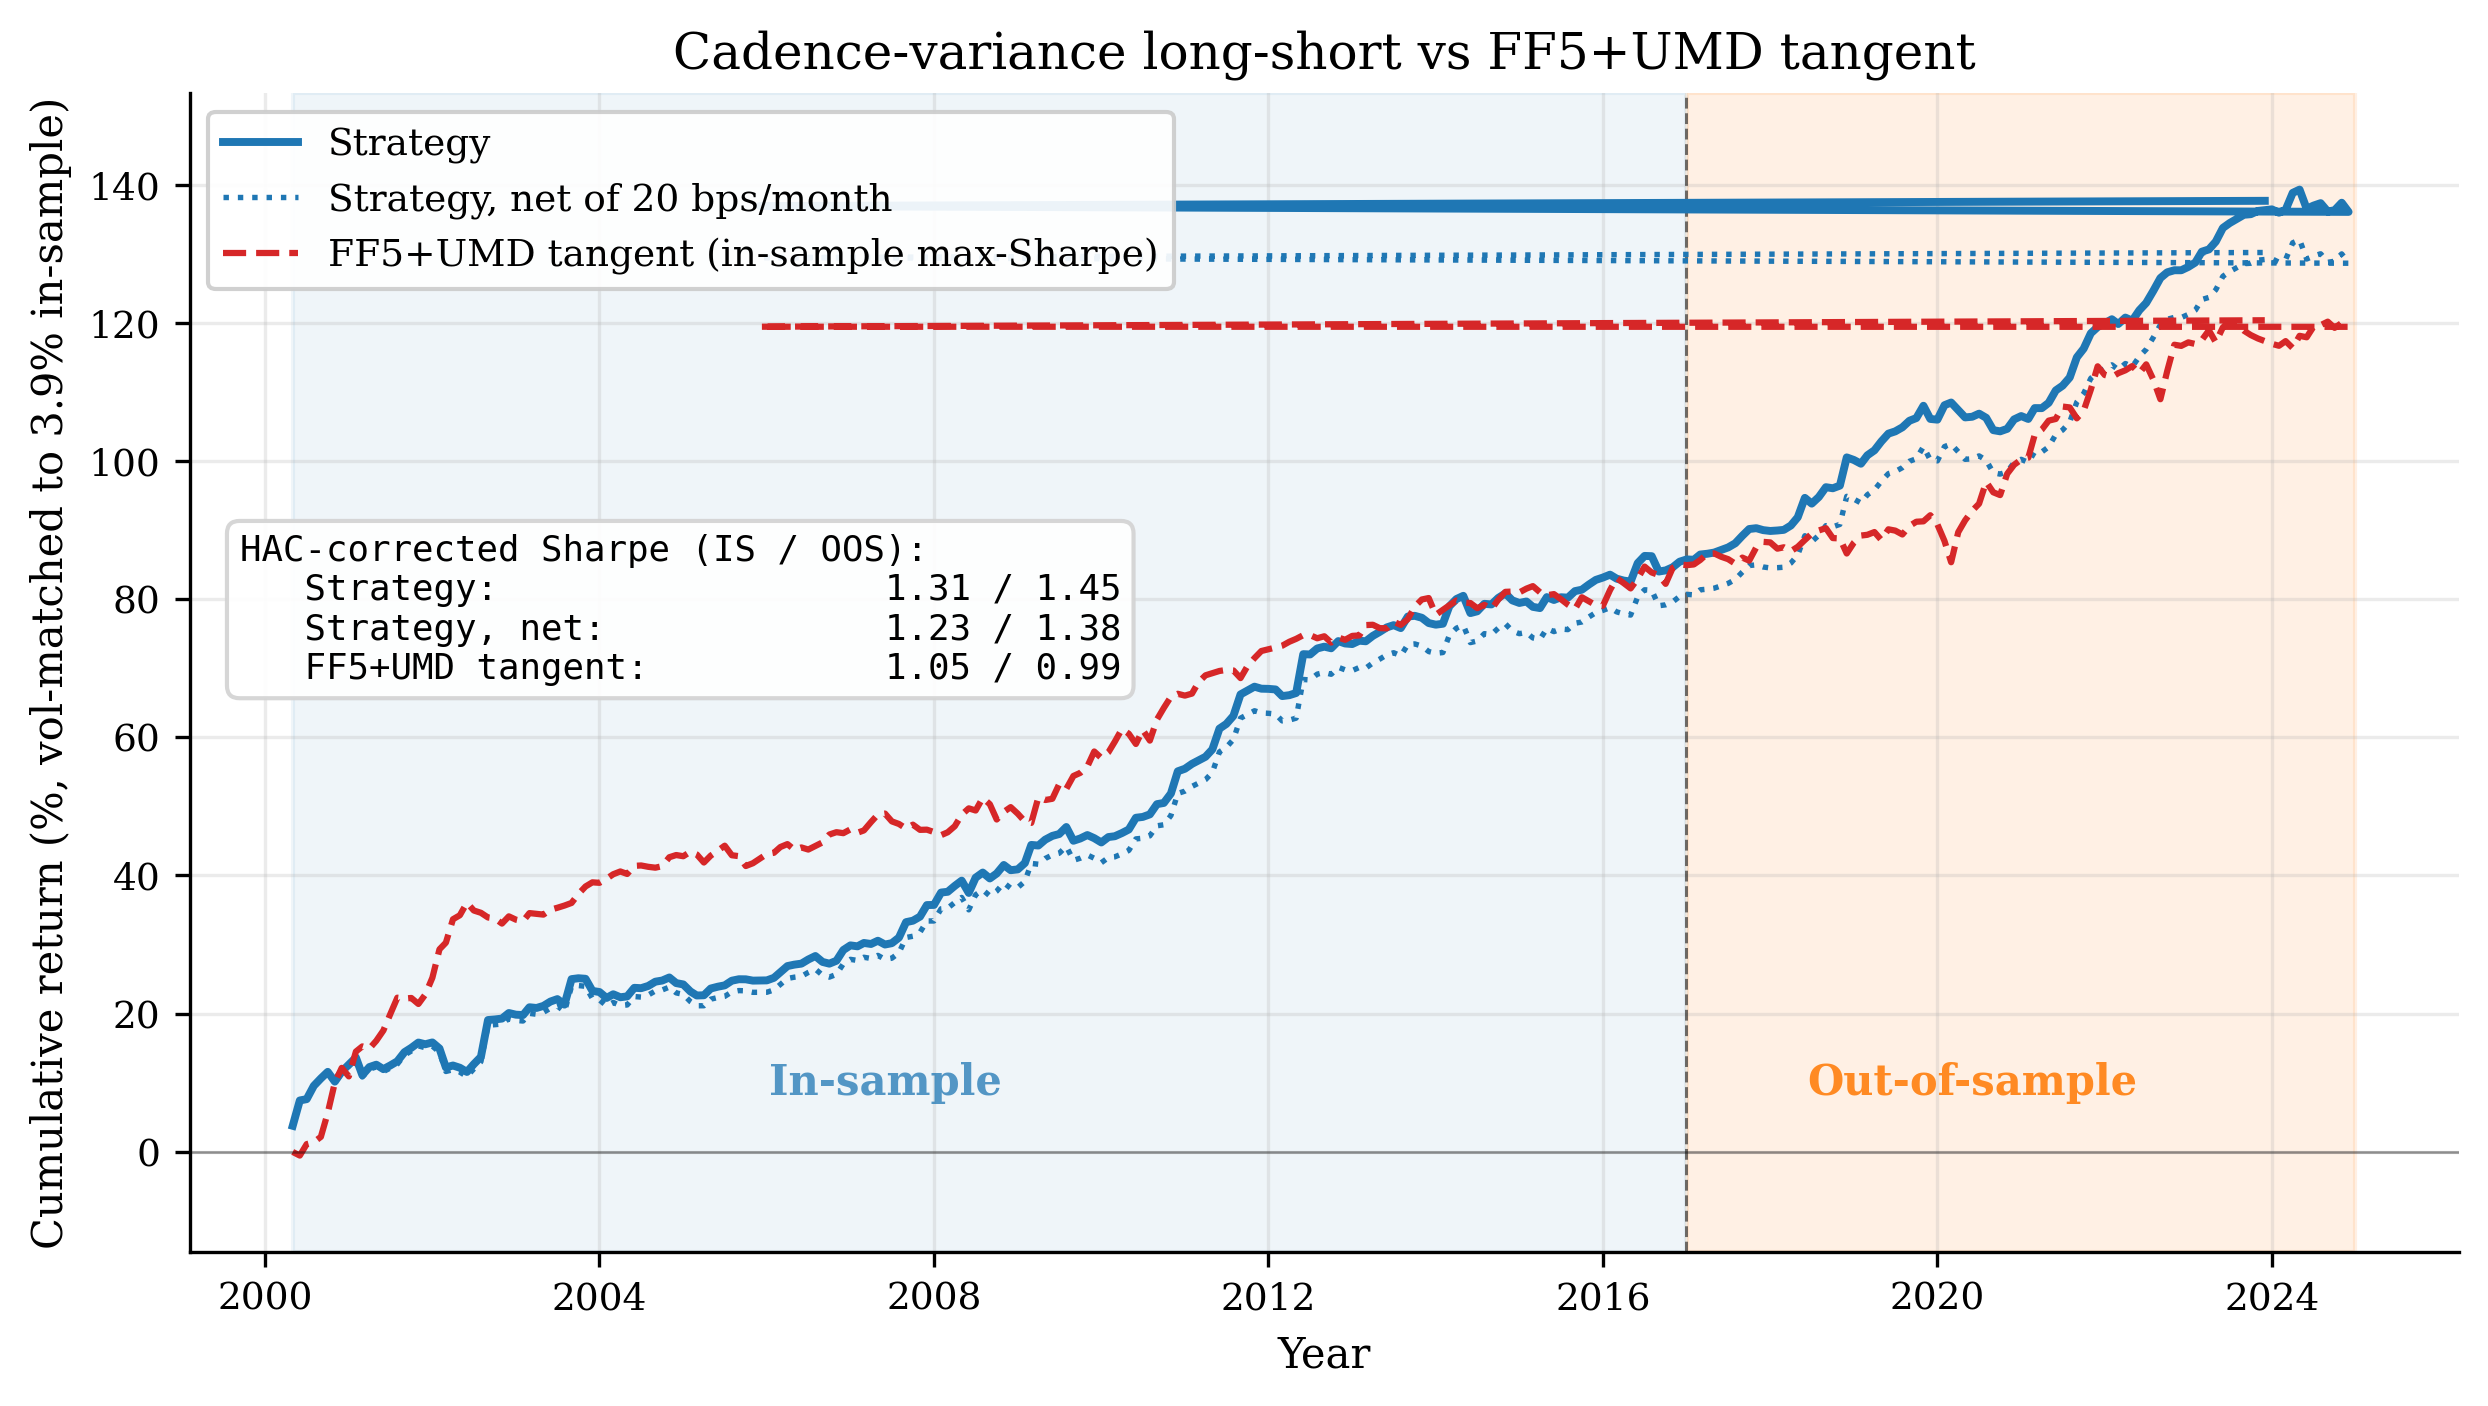 Cadence-variance long-short vs FF5+UMD tangent
Cumulative return (%, vol-matched to 3.9% in-sample)
140
120
100
80
60
40
20
0
Strategy
Strategy, net of 20 bps/month
FF5+UMD tangent (in-sample max-Sharpe)
HAC-corrected Sharpe (IS / OOS):
Strategy: 1.31 / 1.45
Strategy, net: 1.23 / 1.38
FF5+UMD tangent: 1.05 / 0.99
In-sample
Out-of-sample
2000
2004
2008
2012
2016
2020
2024
Year